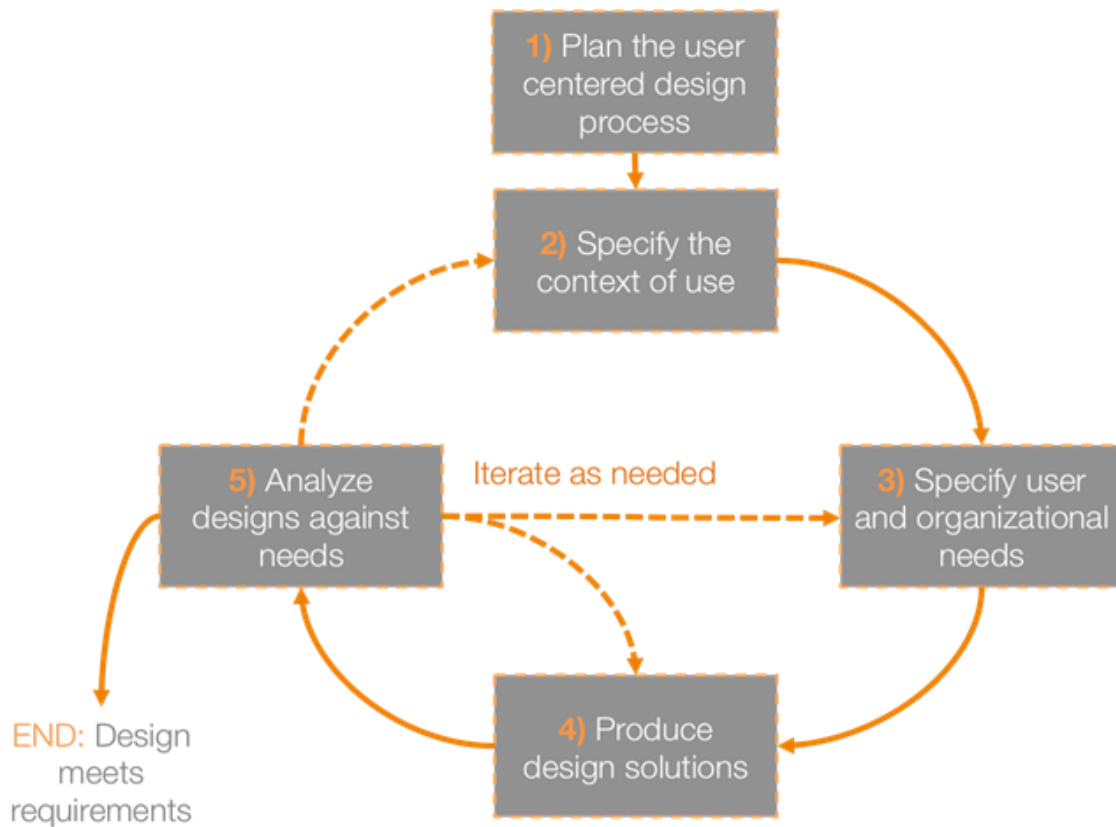 1) Plan the user
centered design
process
2) Specify the
context of use
5) Analyze
designs against
needs
Iterate as needed
3) Specify user
and organizational
needs
4) Produce
design solutions
END: Design
meets
requirements